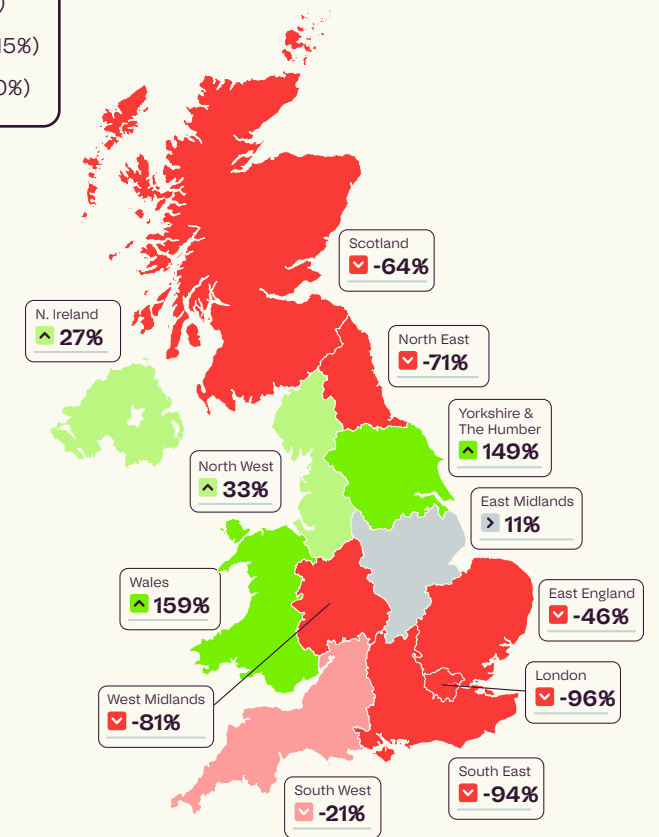 )
15%)
0%)
Scotland
-64%
N. Ireland
27%
North East
-71%
Yorkshire &
The Humber
149%
North West
33%
East Midlands
11%
Wales
159%
East England
-46%
London
-96%
West Midlands
-81%
South East
-94%
South West
-21%